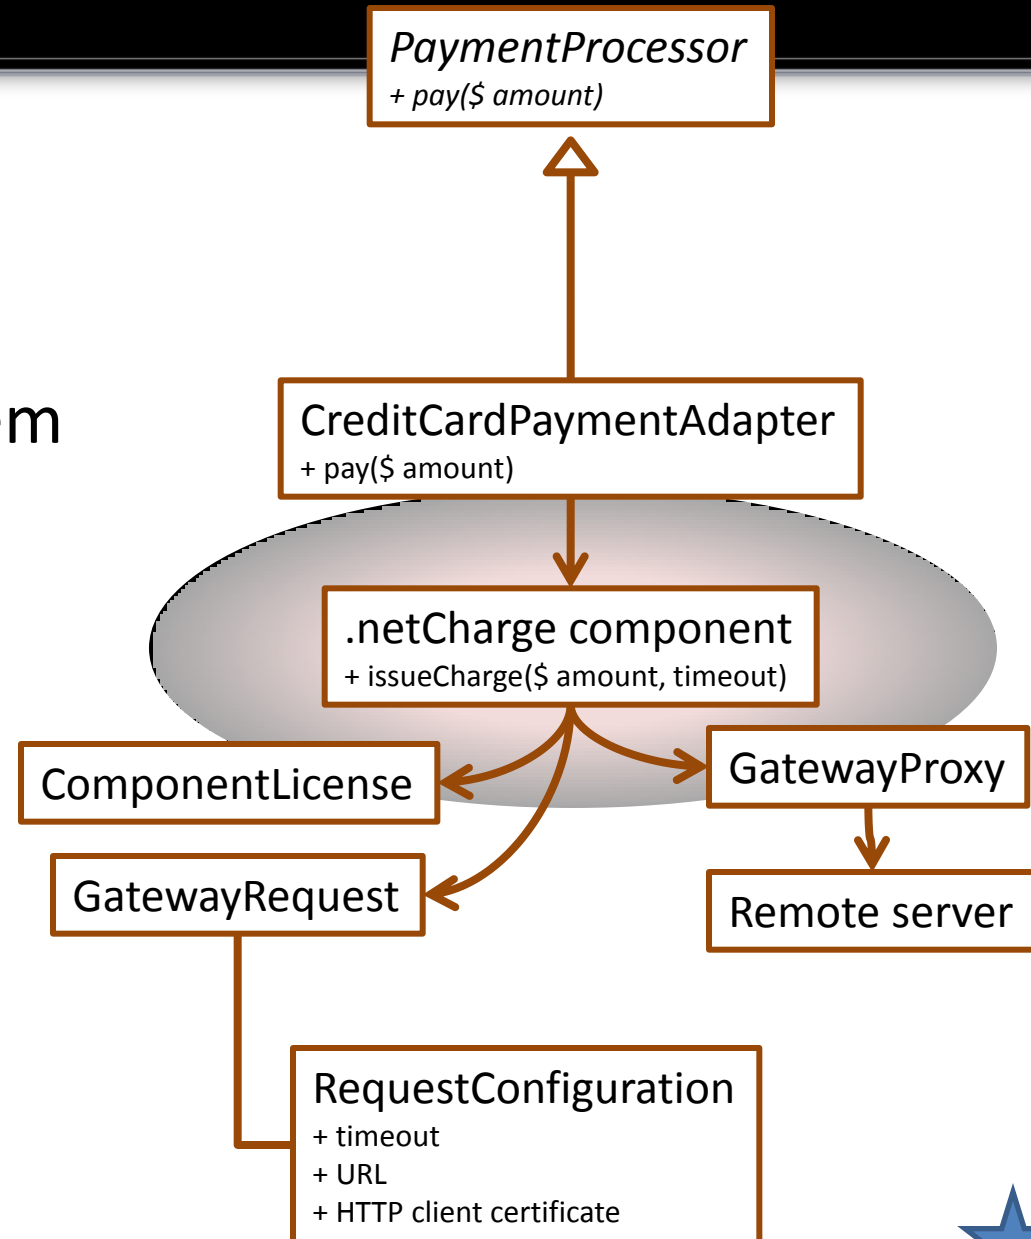 PaymentProcessor
+ pay($ amount)
em
CreditCardPaymentAdapter
+ pay($ amount)
.netCharge component
+ issueCharge($ amount, timeout)
ComponentLicense
GatewayProxy
GatewayRequest
Remote server
RequestConfiguration
+ timeout
+ URL
+ HTTP client certificate